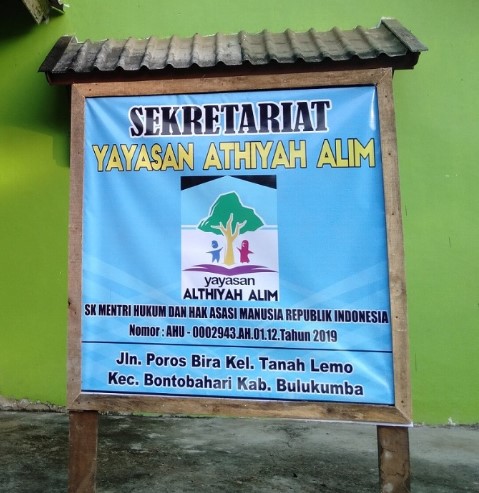 SEKRETARIAT
YAYASAN ATHIYAH ALIM
yayasan
ALTHIYAH ALIM
SK MENTRI HUKUM DAN HAK ASASI MANUSIA REPUBLIK INDONESIA
Nomor : AHU - 0002943.AH.01.12.Tahun 2019
Jln. Poros Bira Kel. Tanah Lemo
Kec. Bontobahari Kab. Bulukumba